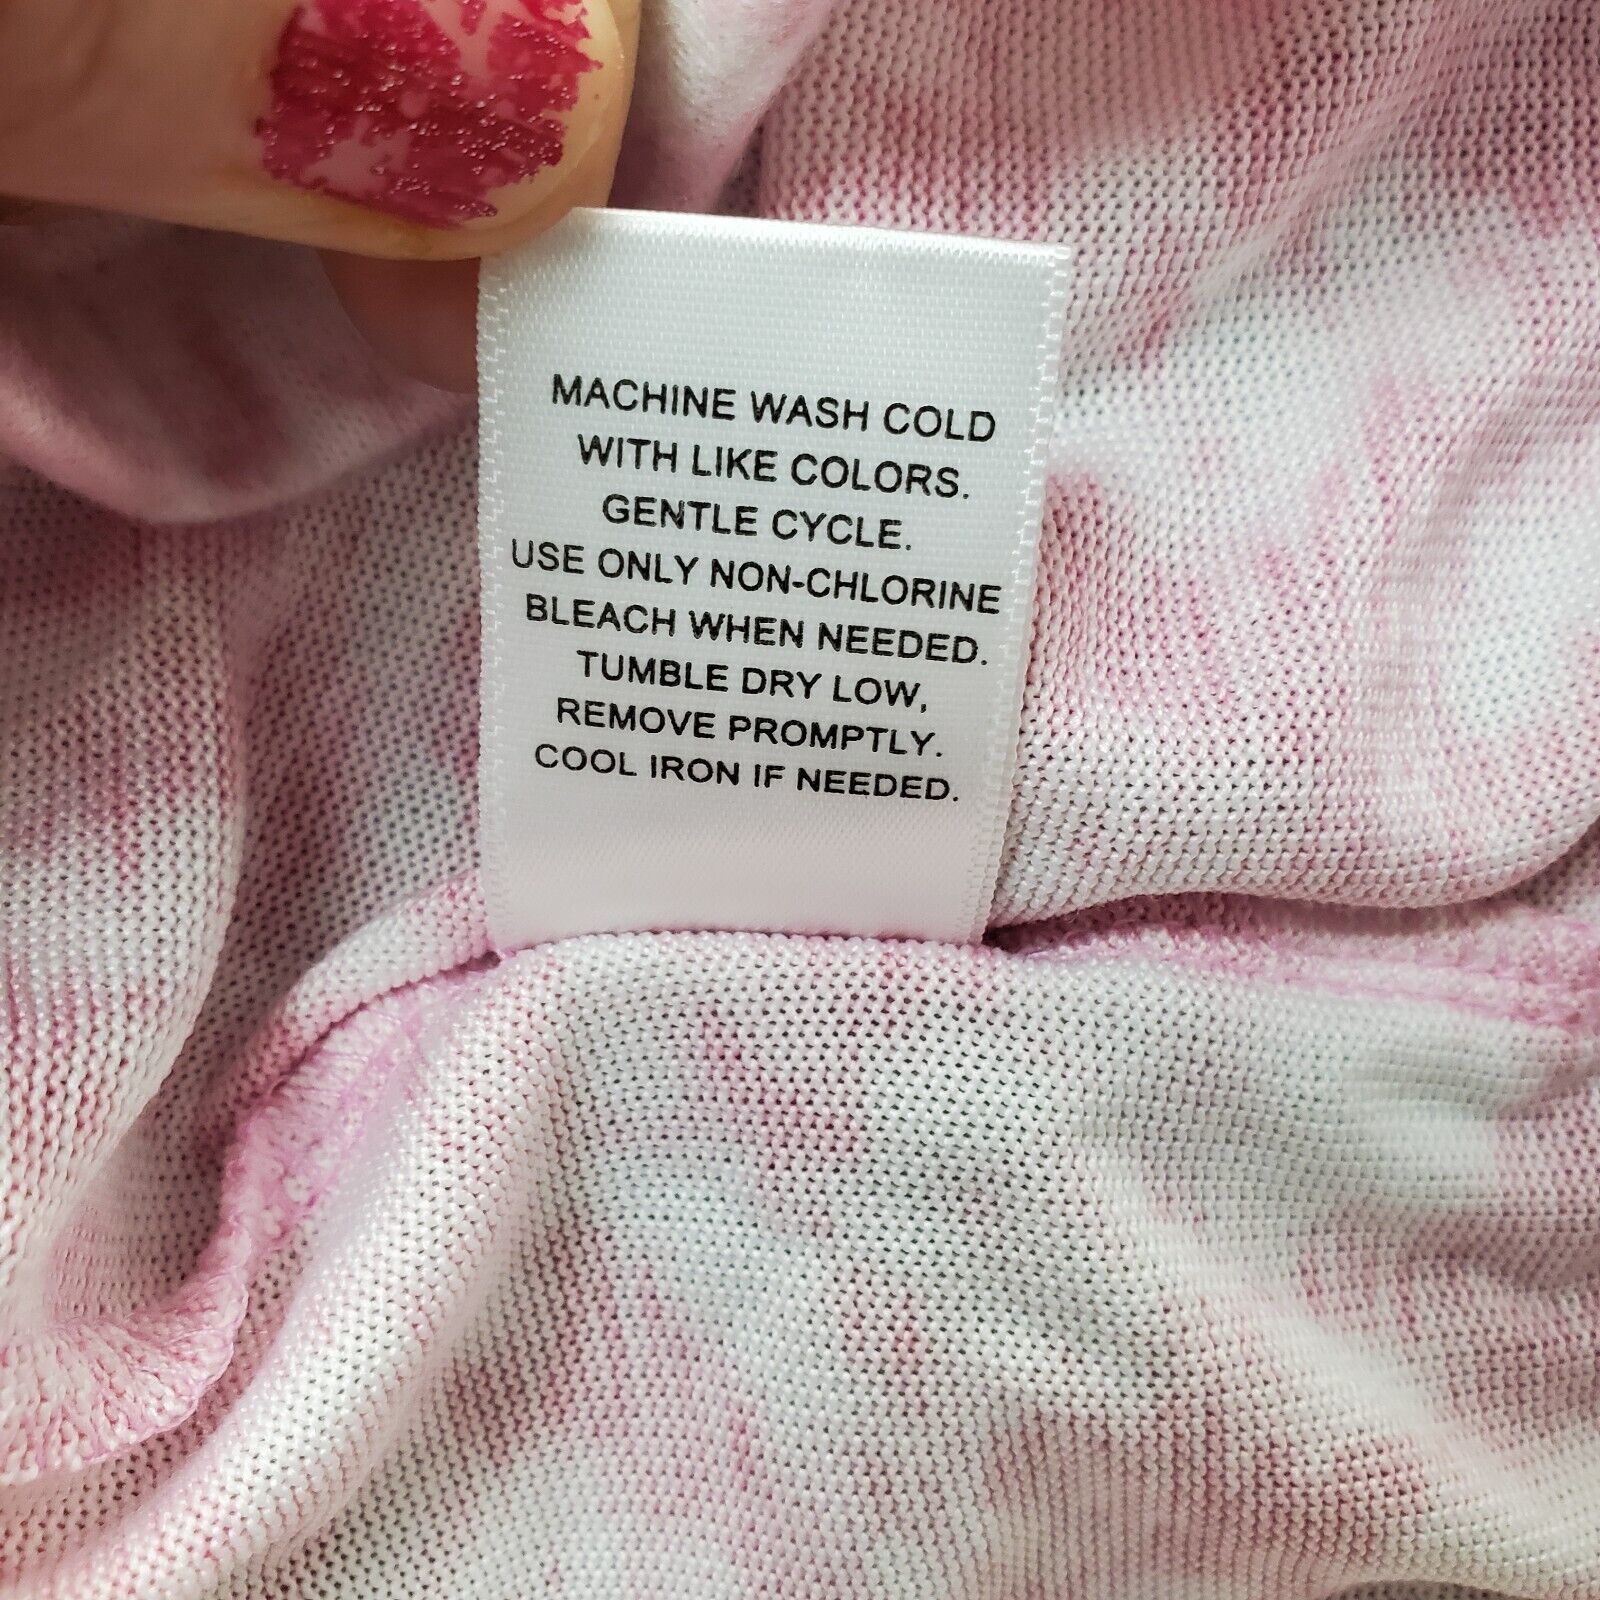 MACHINE WASH COLD
WITH LIKE COLORS.
GENTLE CYCLE.
USE ONLY NON-CHLORINE
BLEACH WHEN NEEDED.
TUMBLE DRY LOW,
REMOVE PROMPTLY.
COOL IRON IF NEEDED.